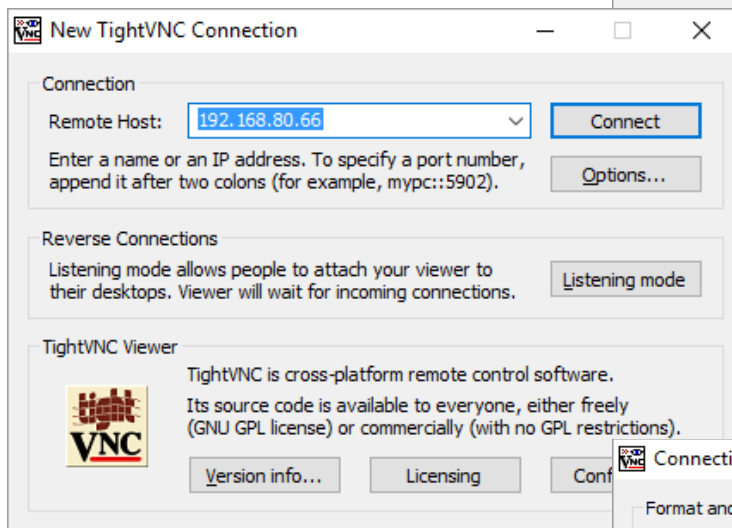 New TightVNC Connection
Connection
Remote Host:
192.168.80.66
Connect
Enter a name or an IP address. To specify a port number,
append it after two colons (for example, mypc::5902).
Options...
Reverse Connections
Listening mode allows people to attach your viewer to
their desktops. Viewer will wait for incoming connections.
Listening mode
TightVNC Viewer
tight
VNC
TightVNC is cross-platform remote control software.
Its source code is available to everyone, either freely
(GNU GPL license) or commercially (with no GPL restrictions).
Version info...
Licensing
Conf
Connecti
Format and